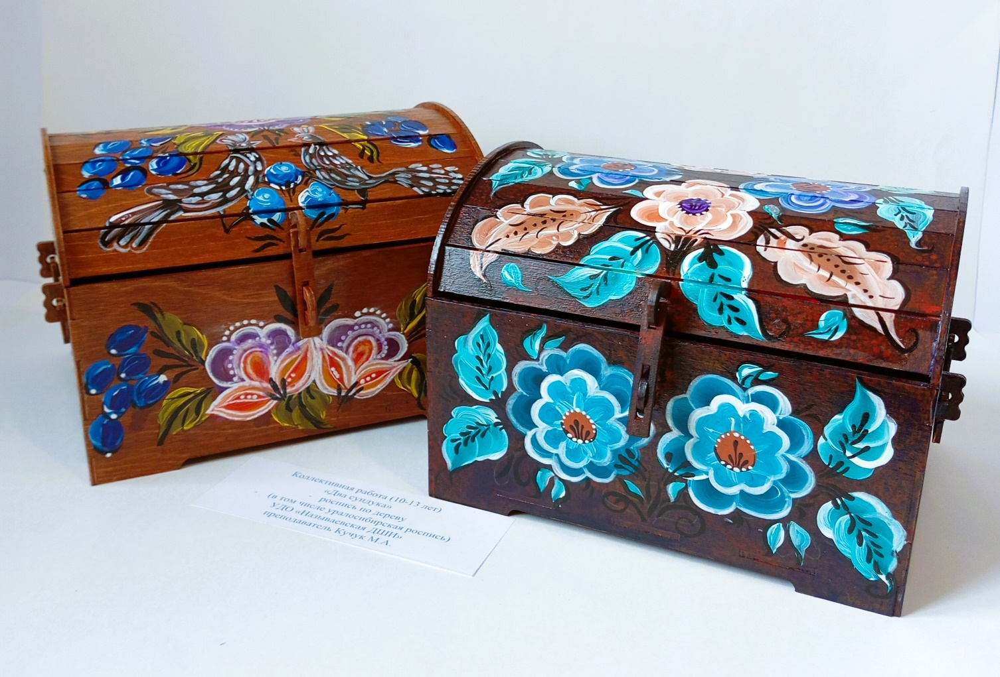 Коллективная работа (10-13 лет)
«Два сундука»
роспись по дереву
(в том числе уралосибирская роспись)
УДО «Называевская ДШИ»
преподаватель Кучук М.А.